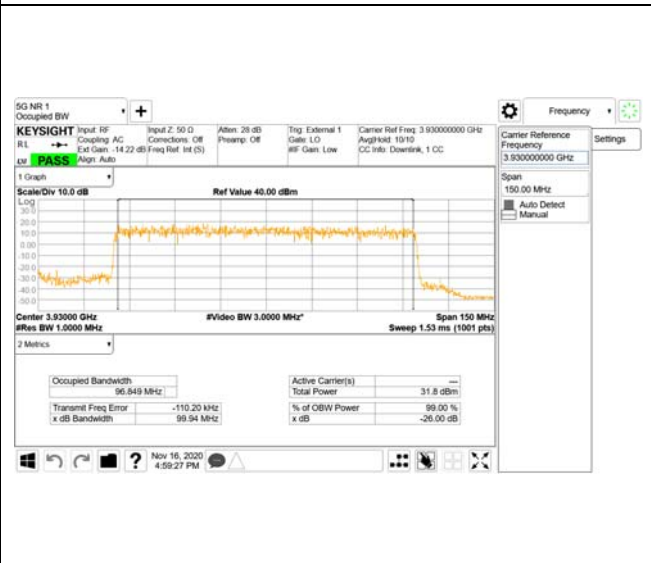 5G NR 1
Occupied BW
Frequency
KEYSIGHT
RL
PASS
Input: RF
Coupling: AC
Ext Gain: -14.22 dB
Align: Auto
Input Z: 50 Ω
Corrections: Off
Freq Ref: Int (S)
Atten: 28 dB
Preamp: Off
Trig: External 1
Gate: LO
#IF Gain: Low
Carrier Ref Freq: 3.930000000 GHz
Avg|Hold: 10/10
CC Info: Downlink, 1 CC
Carrier Reference
Frequency
3.930000000 GHz
Settings
Span
150.00 MHz
Auto Detect
Manual
1 Graph
Scale/Div 10.0 dB
Ref Value 40.00 dBm
Log
30.0
20.0
10.0
0.00
-10.0
-20.0
-30.0
-40.0
-50.0
Center 3.93000 GHz
#Video BW 3.0000 MHz*
Span 150 MHz
#Res BW 1.0000 MHz
Sweep 1.53 ms (1001 pts)
2 Metrics
Occupied Bandwidth
96.849 MHz
Active Carrier(s)
---
Total Power
31.8 dBm
Transmit Freq Error
-110.20 kHz
% of OBW Power
99.00 %
x dB Bandwidth
99.94 MHz
x dB
-26.00 dB
?
Nov 16, 2020
4:59:27 PM